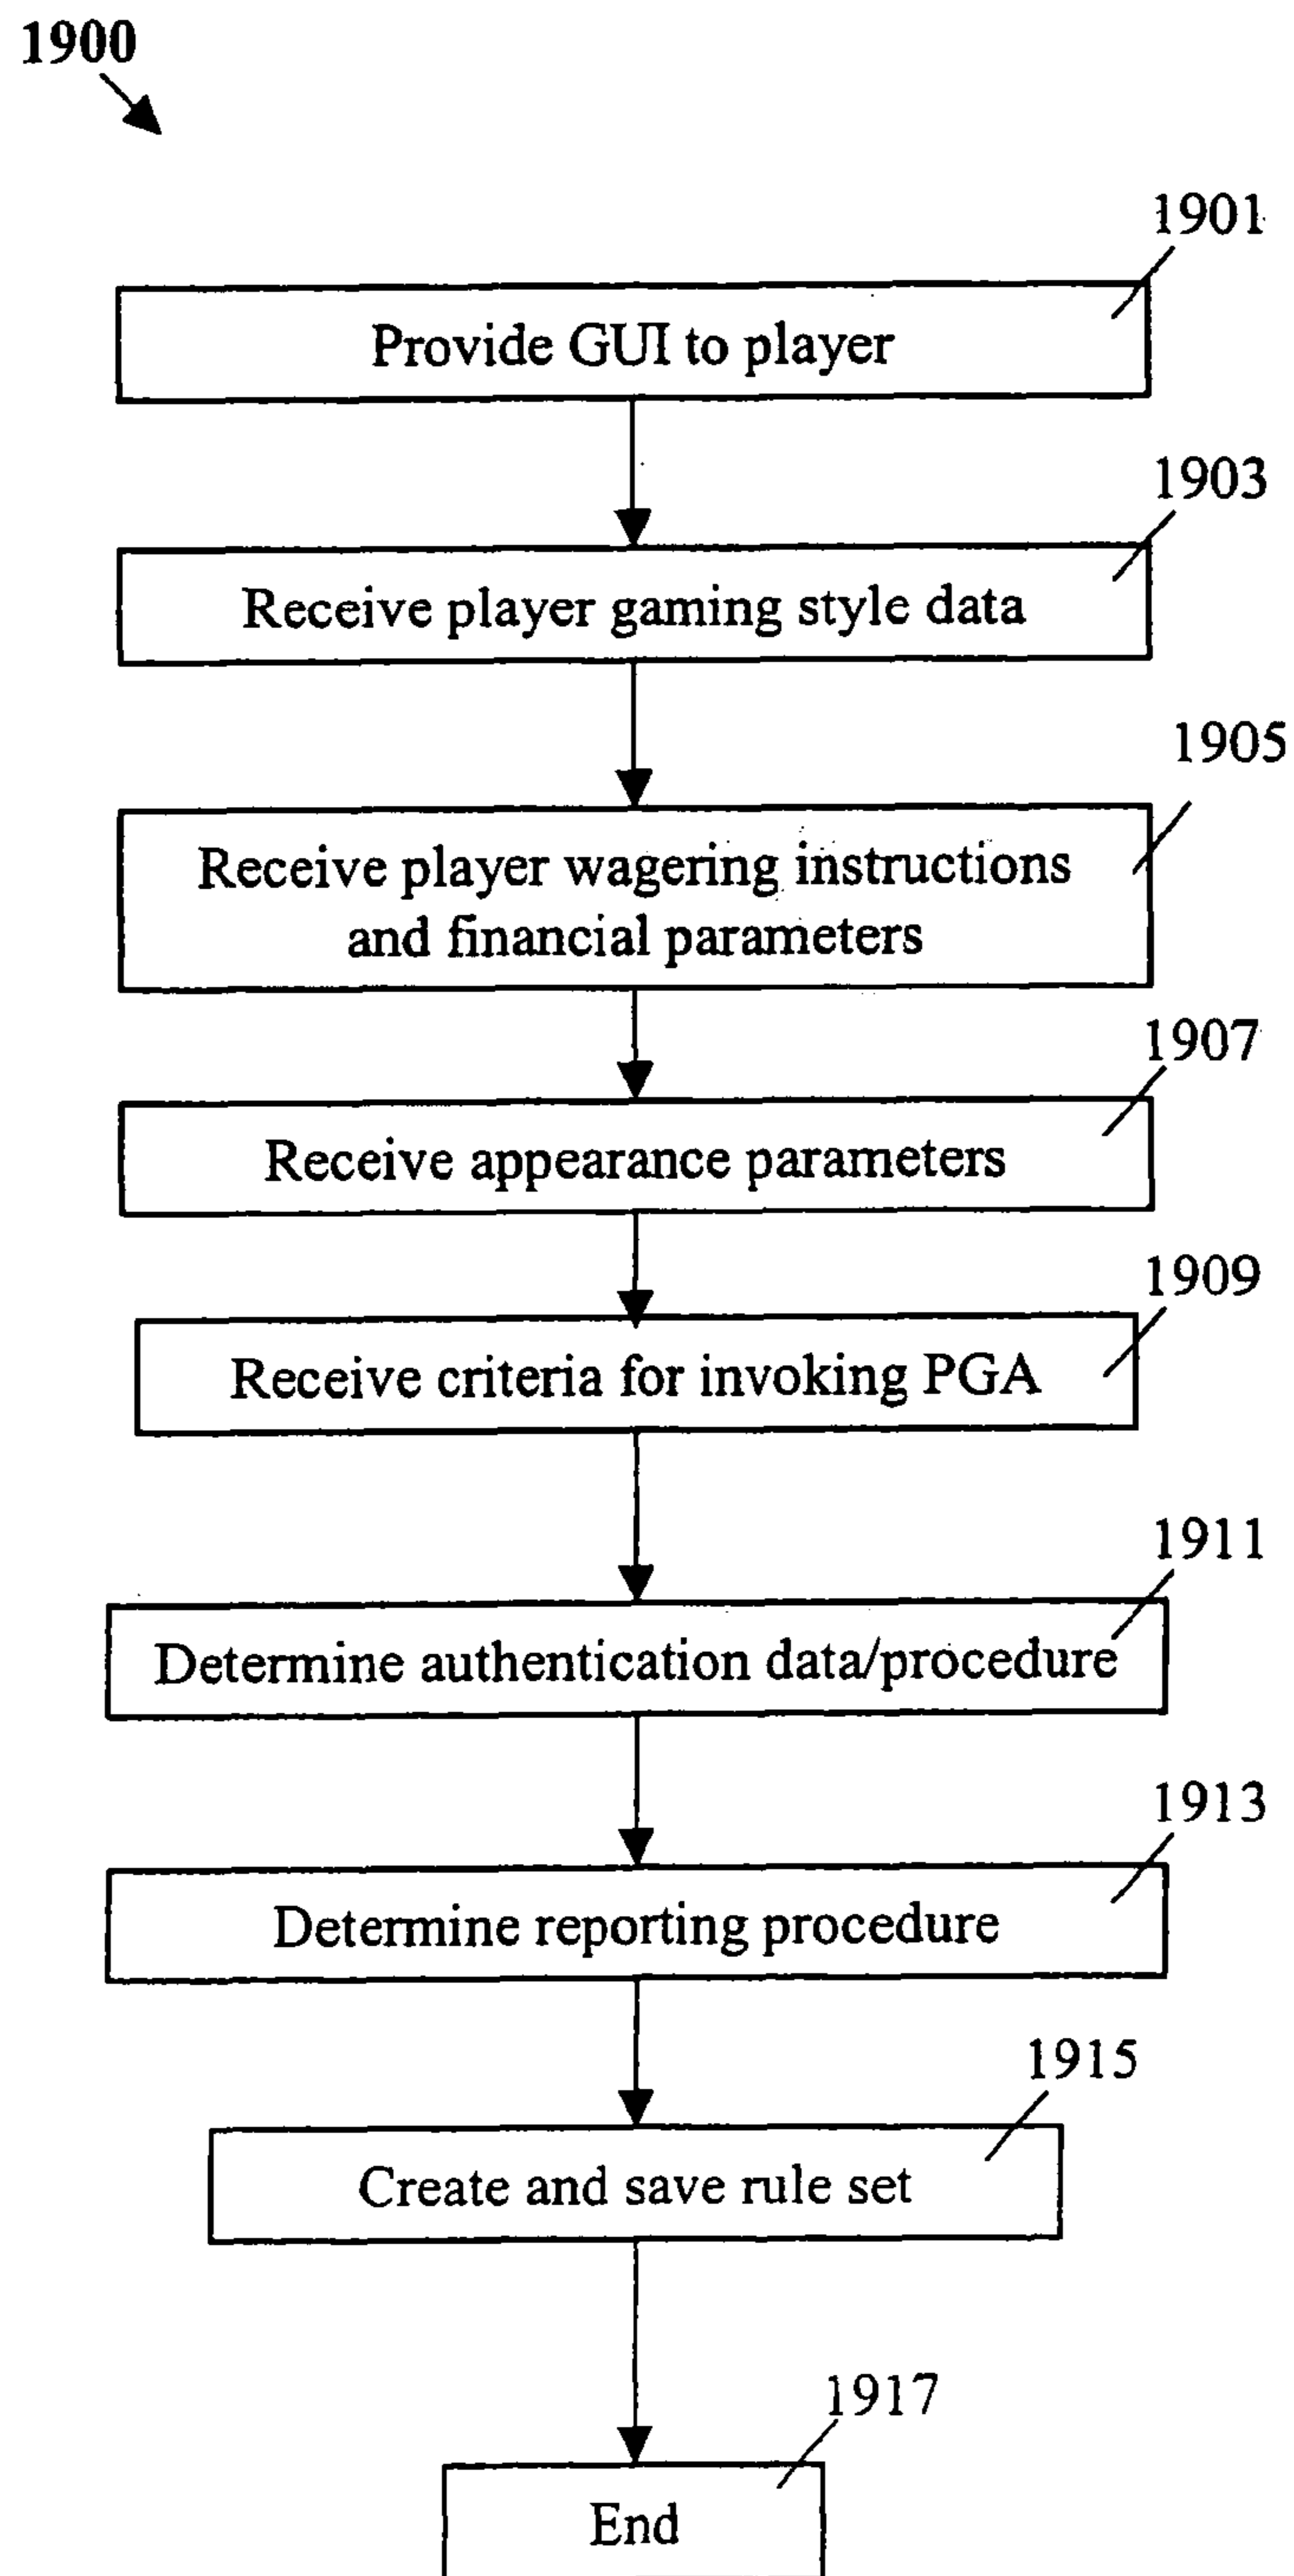 1900
1901
Provide GUI to player
1903
Receive player gaming style data
1905
Receive player wagering instructions
and financial parameters
1907
Receive appearance parameters
1909
Receive criteria for invoking PGA
1911
Determine authentication data/procedure
1913
Determine reporting procedure
1915
Create and save rule set
1917
End